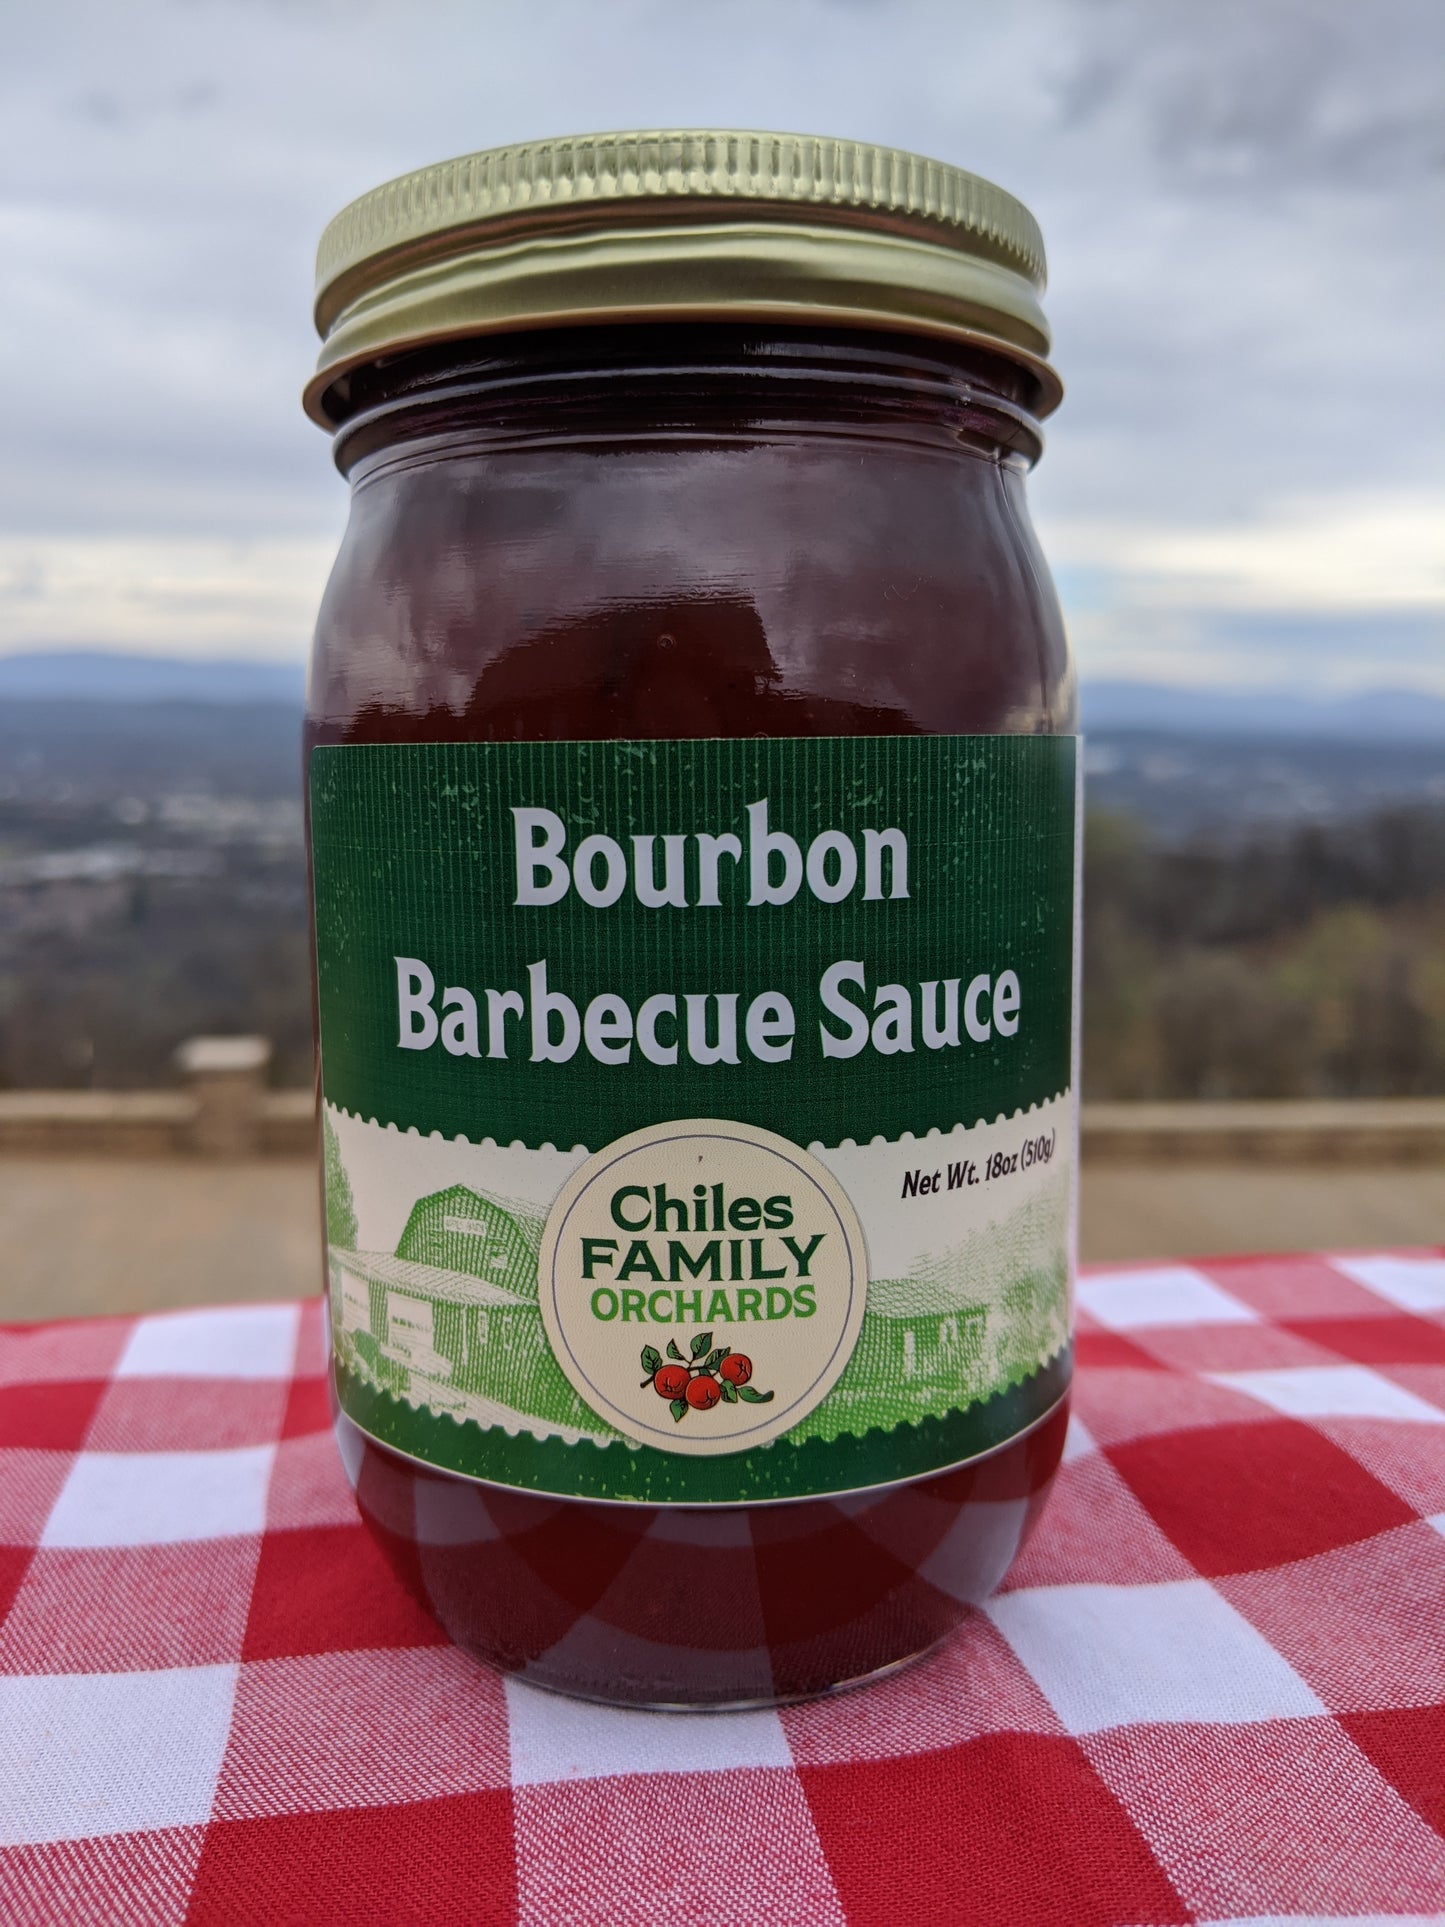 Bourbon
Barbecue Sauce
Net Wt. 18oz (510g)
Chiles
FAMILY
ORCHARDS